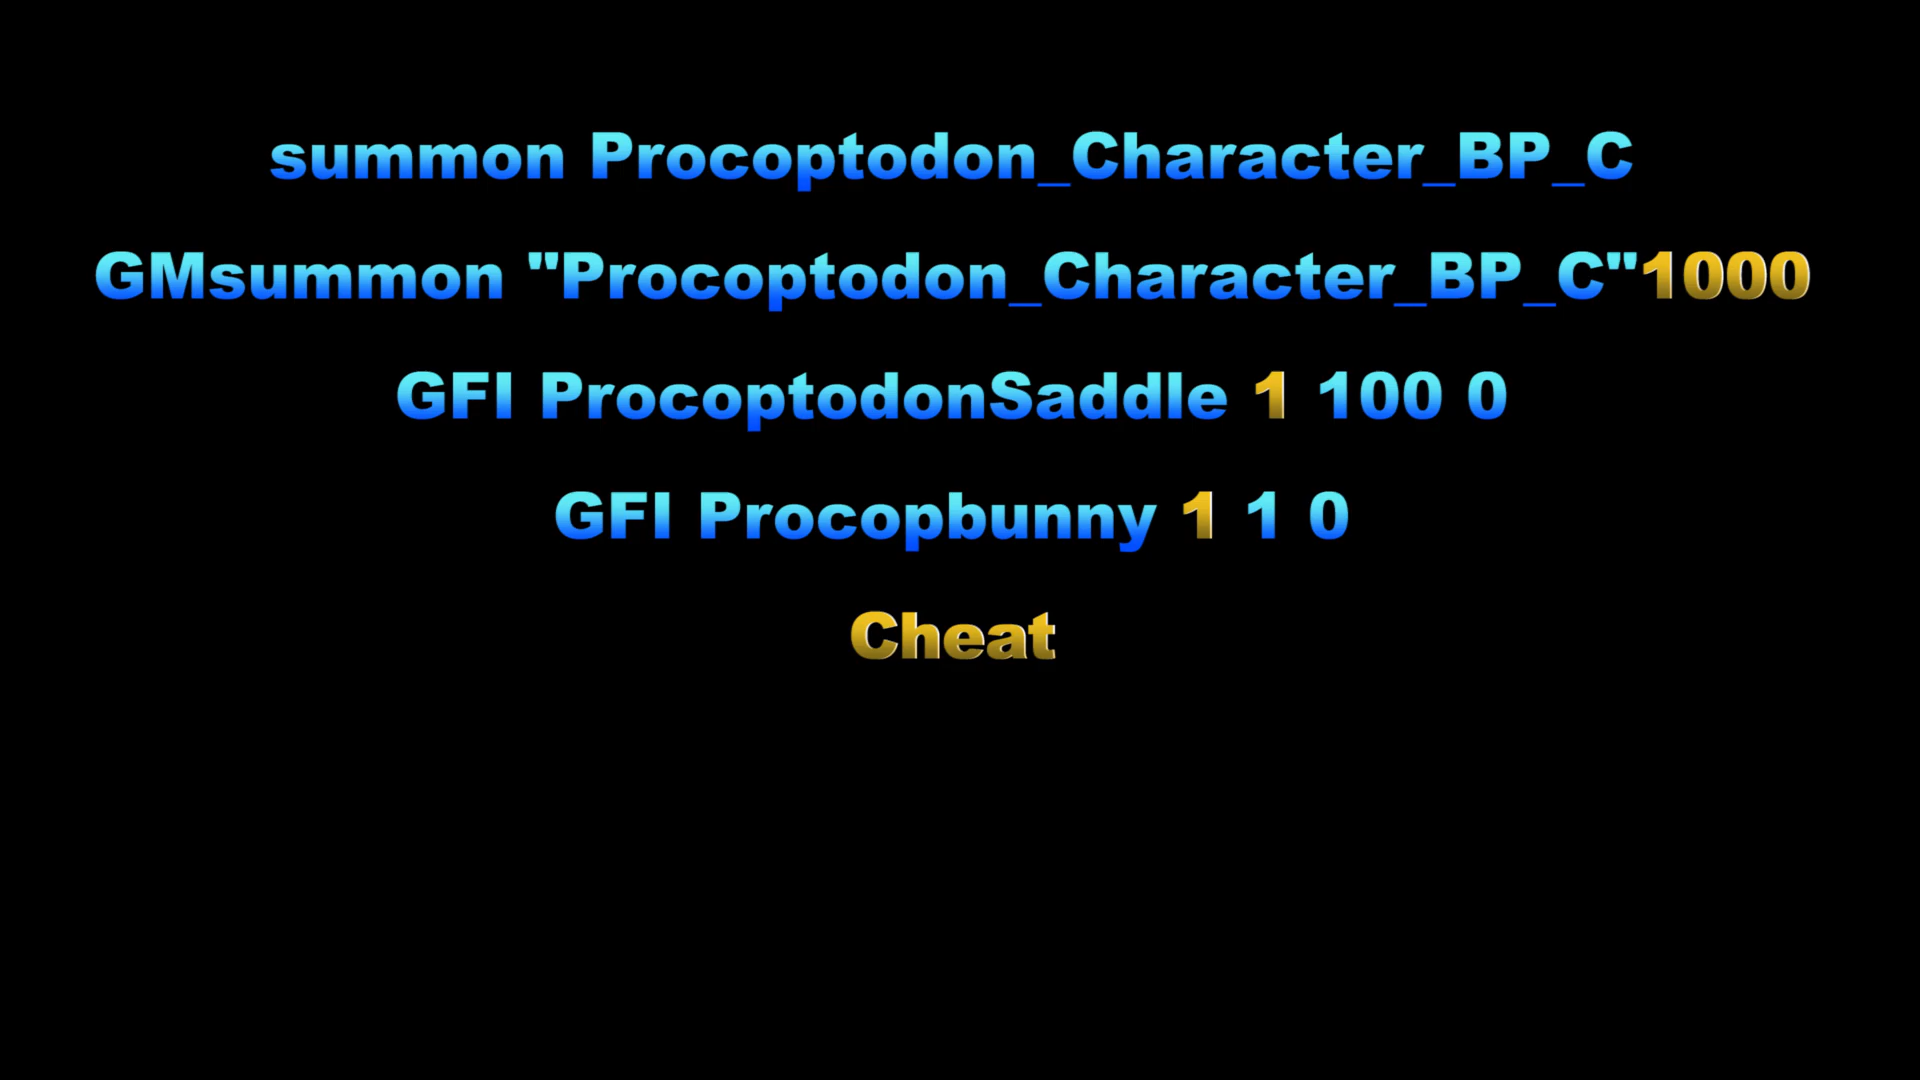 summon Procoptodon_Character_BP_C
GMsummon "Procoptodon_Character_BP_C"1000
GFI ProcoptodonSaddle 1 100 0
GFI Procopbunny 1 1 0
Cheat